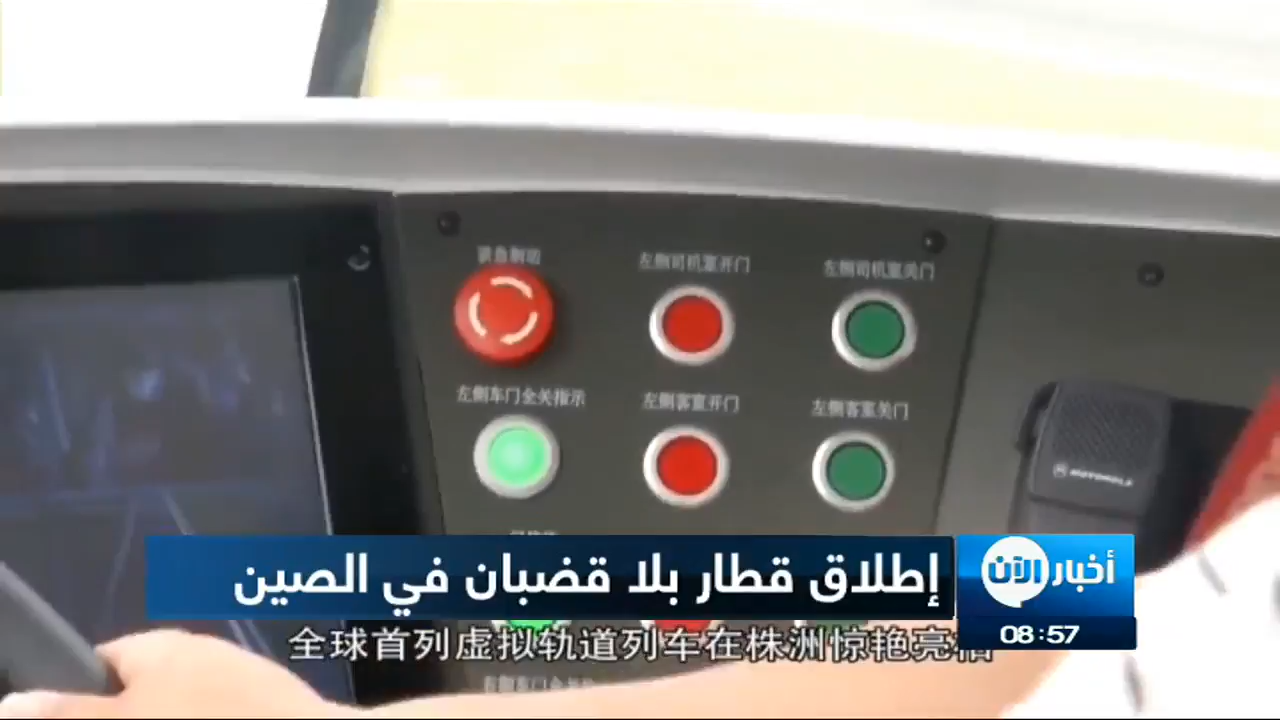 紧急制动
左侧司机室开门
左侧司机室关门
左侧车门全关指示
左侧客室开门
左侧客室关门
MOTOROLA
إطلاق قطار بلا قضبان في الصين
أخبار الآن
08:57
全球首列虚拟轨道列车在株洲惊艳亮相